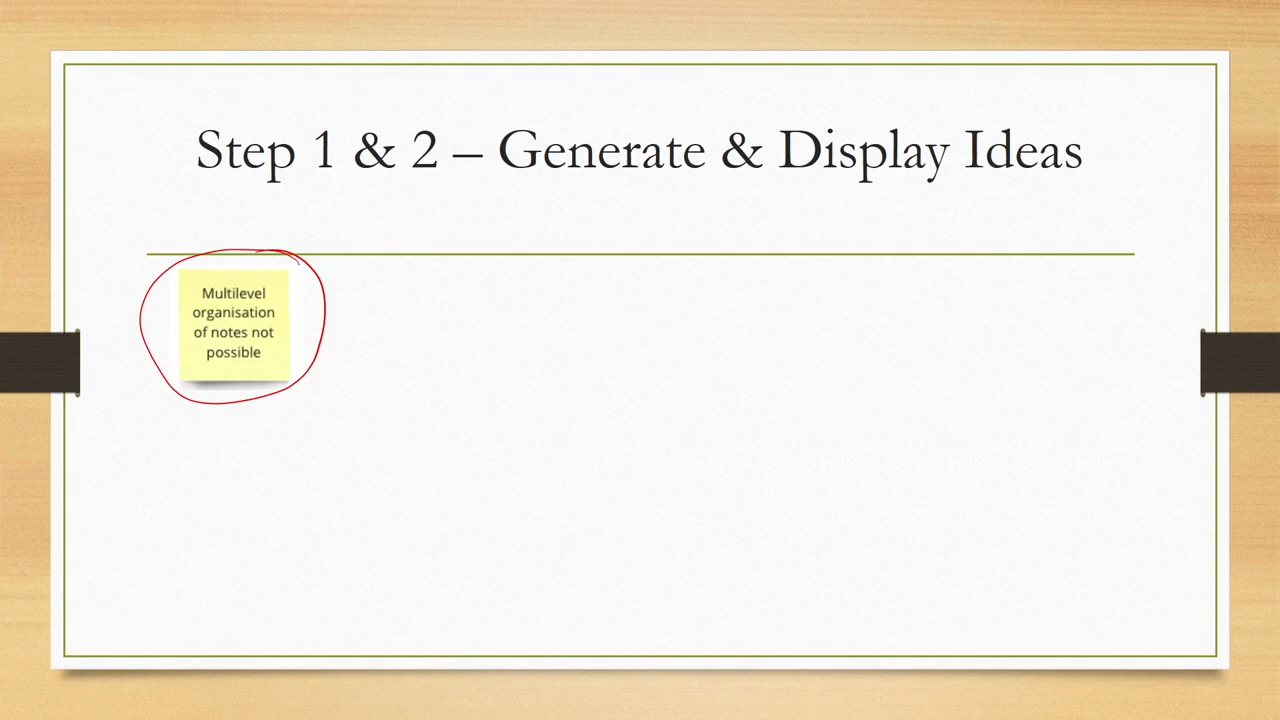 Step 1 & 2 – Generate & Display Ideas
Multilevel
organisation
of notes not
possible